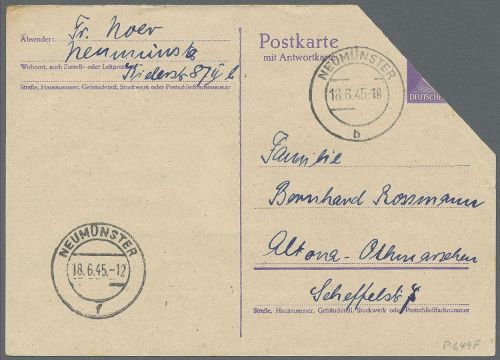 Absender: Fr. Noer
Neumünster
Wohnort, auch Zustell- oder Leitpostamt
Straße, Hausnummer, Gebäudeteil, Stockwerk oder Postschließfachnummer
Postkarte
mit Antwortkarte
NEUMÜNSTER
18.6.45.-18
b
DEUTSCHES
Familie
Bernhard Rossmann
Altona-Othmarschen
Scheffelstr.
Straße, Hausnummer, Gebäudeteil, Stockwerk oder Postschließfachnummer
NEUMÜNSTER
18.6.45.-12
f
P.649F